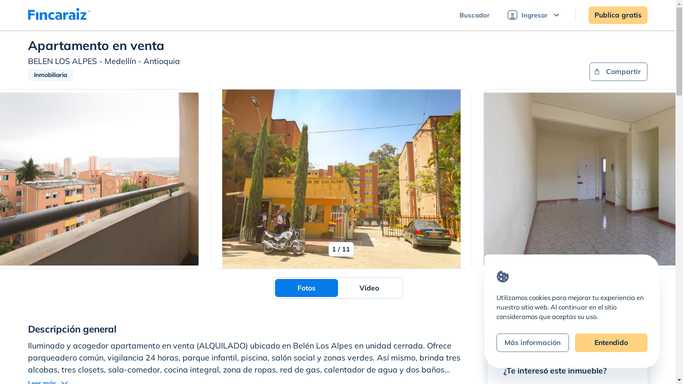 Fincaraiz
Buscador
Ingresar
Publica gratis
Apartamento en venta
BELEN LOS ALPES - Medellín - Antioquia
Inmobiliaria
Compartir
1 / 11
Fotos
Video
Descripción general
Iluminado y acogedor apartamento en venta (ALQUILADO) ubicado en Belén Los Alpes en unidad cerrada. Ofrece
parqueadero común, vigilancia 24 horas, parque infantil, piscina, salón social y zonas verdes. Así mismo, brinda tres
alcobas, tres closets, sala-comedor, cocina integral, zona de ropas, red de gas, calentador de agua y dos baños...
Leer más
Utilizamos cookies para mejorar tu experiencia en
nuestro sitio web. Al continuar en el sitio
consideramos que aceptas su uso.
Más información
Entendido
¿Te interesó este inmueble?